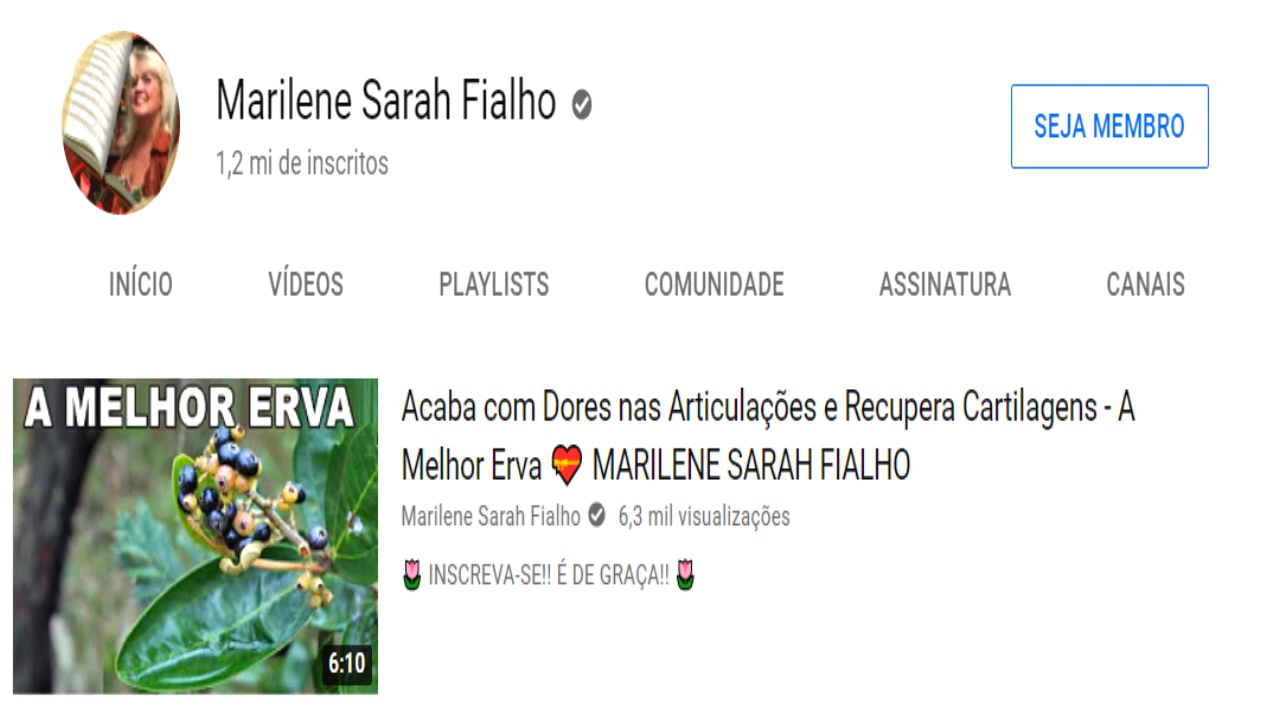 Marilene Sarah Fialho
1,2 mi de inscritos
SEJA MEMBRO
INÍCIO VÍDEOS PLAYLISTS COMUNIDADE ASSINATURA CANAIS
A MELHOR ERVA
6:10
Acaba com Dores nas Articulações e Recupera Cartilagens - A
Melhor Erva 💝 MARILENE SARAH FIALHO
Marilene Sarah Fialho 6,3 mil visualizações
🌷 INSCREVA-SE!! É DE GRAÇA!! 🌷